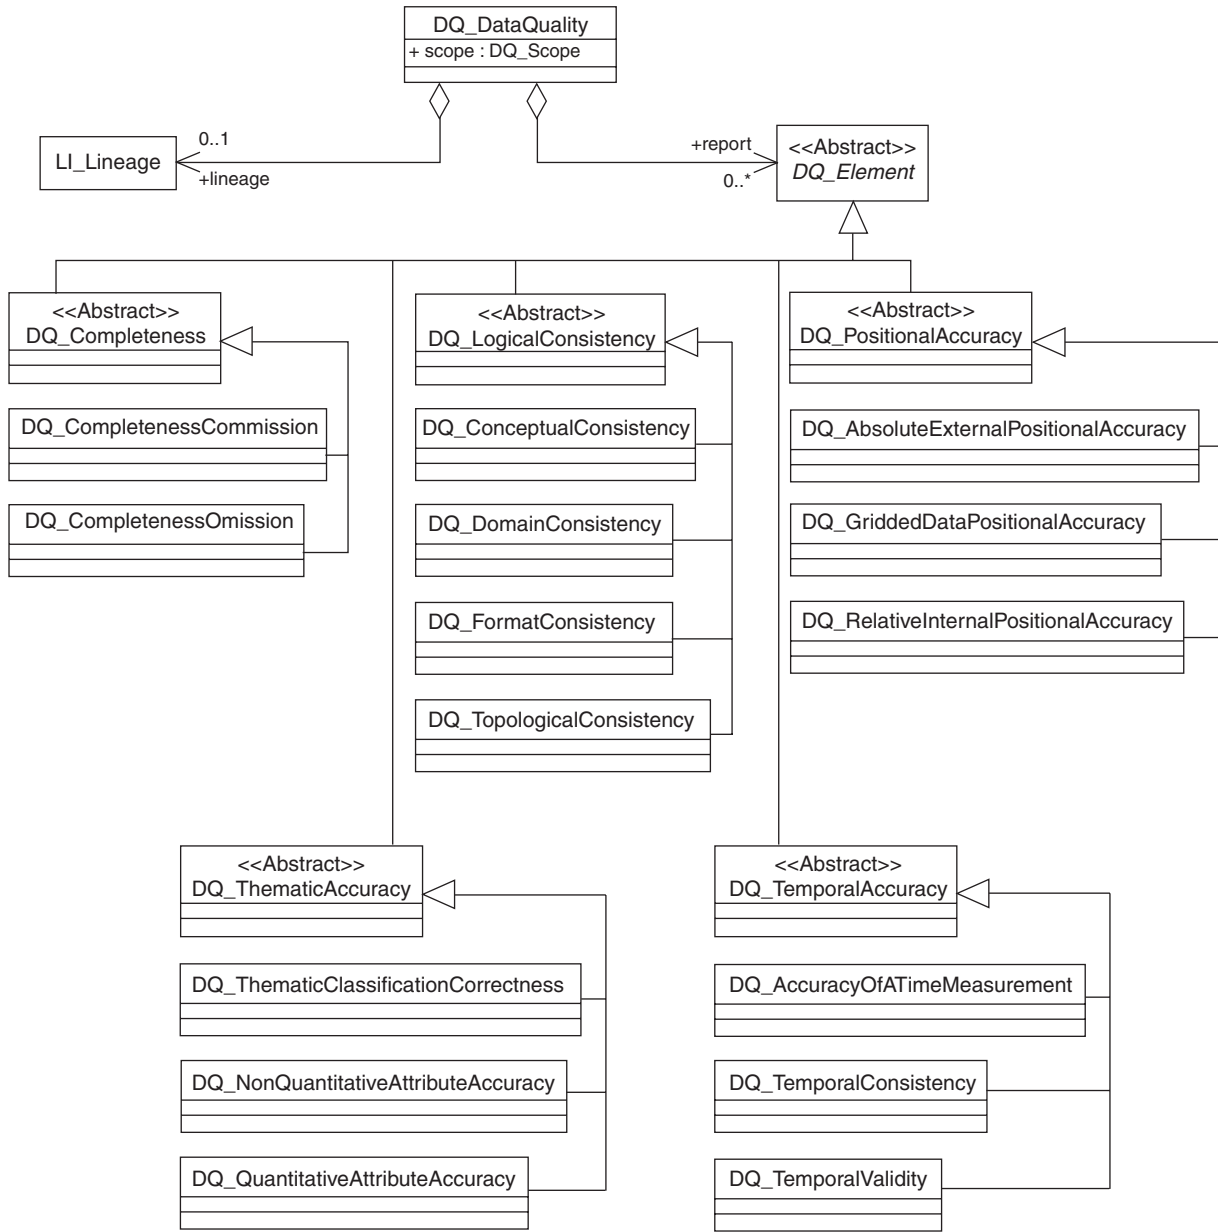 DQ_DataQuality
+ scope : DQ_Scope
0..1
LI_Lineage
+lineage
+report
0..*
<<Abstract>>
DQ_Element
<<Abstract>>
DQ_Completeness
<<Abstract>>
DQ_LogicalConsistency
<<Abstract>>
DQ_PositionalAccuracy
DQ_CompletenessCommission
DQ_CompletenessOmission
DQ_ConceptualConsistency
DQ_DomainConsistency
DQ_FormatConsistency
DQ_TopologicalConsistency
DQ_AbsoluteExternalPositionalAccuracy
DQ_GriddedDataPositionalAccuracy
DQ_RelativeInternalPositionalAccuracy
<<Abstract>>
DQ_ThematicAccuracy
DQ_ThematicClassificationCorrectness
DQ_NonQuantitativeAttributeAccuracy
DQ_QuantitativeAttributeAccuracy
<<Abstract>>
DQ_TemporalAccuracy
DQ_AccuracyOfATimeMeasurement
DQ_TemporalConsistency
DQ_TemporalValidity